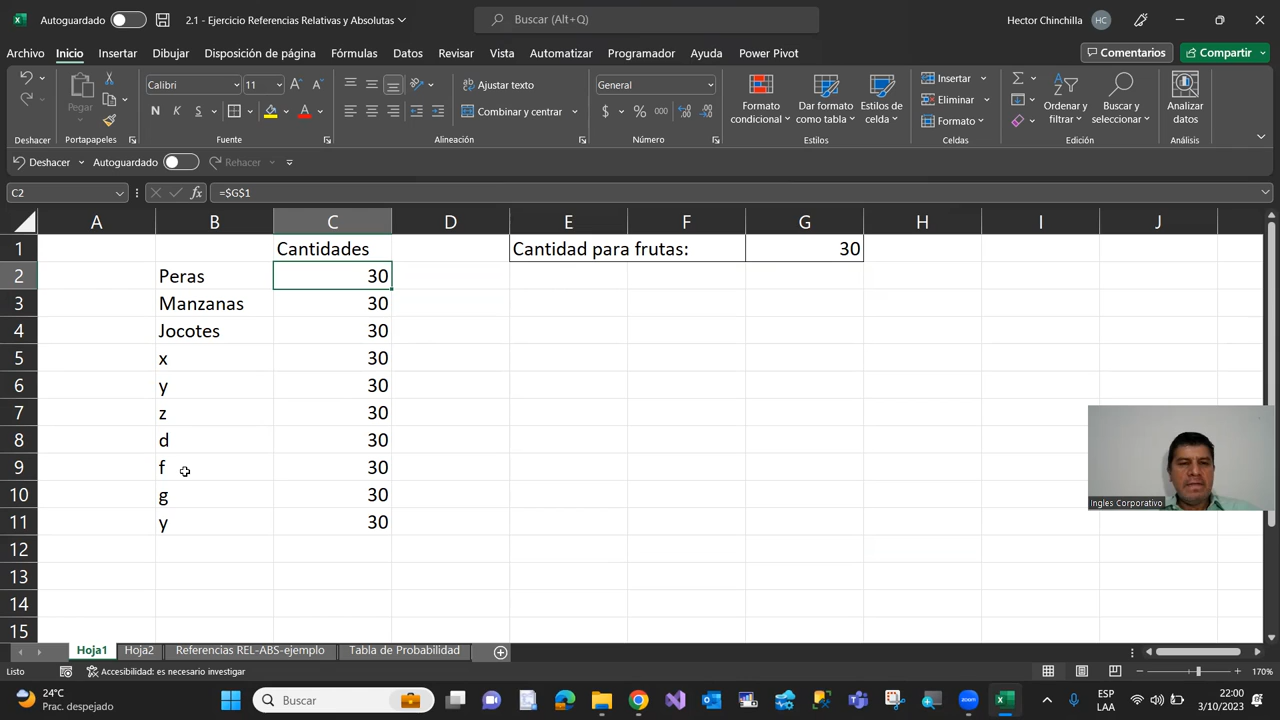 Autoguardado
2.1 - Ejercicio Referencias Relativas y Absolutas
Buscar (Alt+Q)
Hector Chinchilla
HC
Archivo
Inicio
Insertar
Dibujar
Disposición de página
Fórmulas
Datos
Revisar
Vista
Automatizar
Programador
Ayuda
Power Pivot
Comentarios
Compartir
Pegar
Deshacer
Portapapeles
Calibri
11
N
K
S
Fuente
Ajustar texto
Combinar y centrar
Alineación
General
$
%
000
Número
Formato
condicional
Dar formato
como tabla
Estilos de
celda
Estilos
Insertar
Eliminar
Formato
Celdas
Ordenar y
filtrar
Buscar y
seleccionar
Edición
Analizar
datos
Análisis
Deshacer
Autoguardado
Rehacer
C2
fx
=$G$1
A B C D E F G H I J
1 Cantidades Cantidad para frutas: 30
2 Peras 30
3 Manzanas 30
4 Jocotes 30
5 x 30
6 y 30
7 z 30
8 d 30
9 f 30
10 g 30
11 y 30
12
13
14
15
Ingles Corporativo
Hoja1
Hoja2
Referencias REL-ABS-ejemplo
Tabla de Probabilidad
Listo
Accesibilidad: es necesario investigar
170%
24°C
Prac. despejado
Buscar
ESP
LAA
22:00
3/10/2023